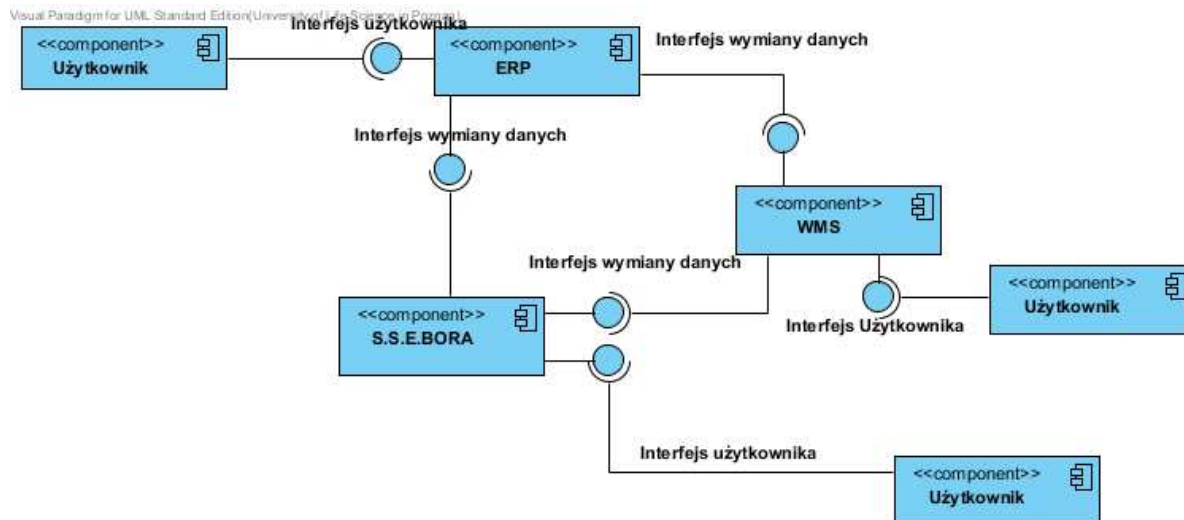 Visual Paradigm for UML Standard Edition(University of Life Science in Poznan)
Interfejs użytkownika
<<component>>
Użytkownik
<<component>>
ERP
Interfejs wymiany danych
Interfejs wymiany danych
<<component>>
WMS
Interfejs wymiany danych
<<component>>
Użytkownik
<<component>>
S.S.E.BORA
Interfejs Użytkownika
Interfejs użytkownika
<<component>>
Użytkownik